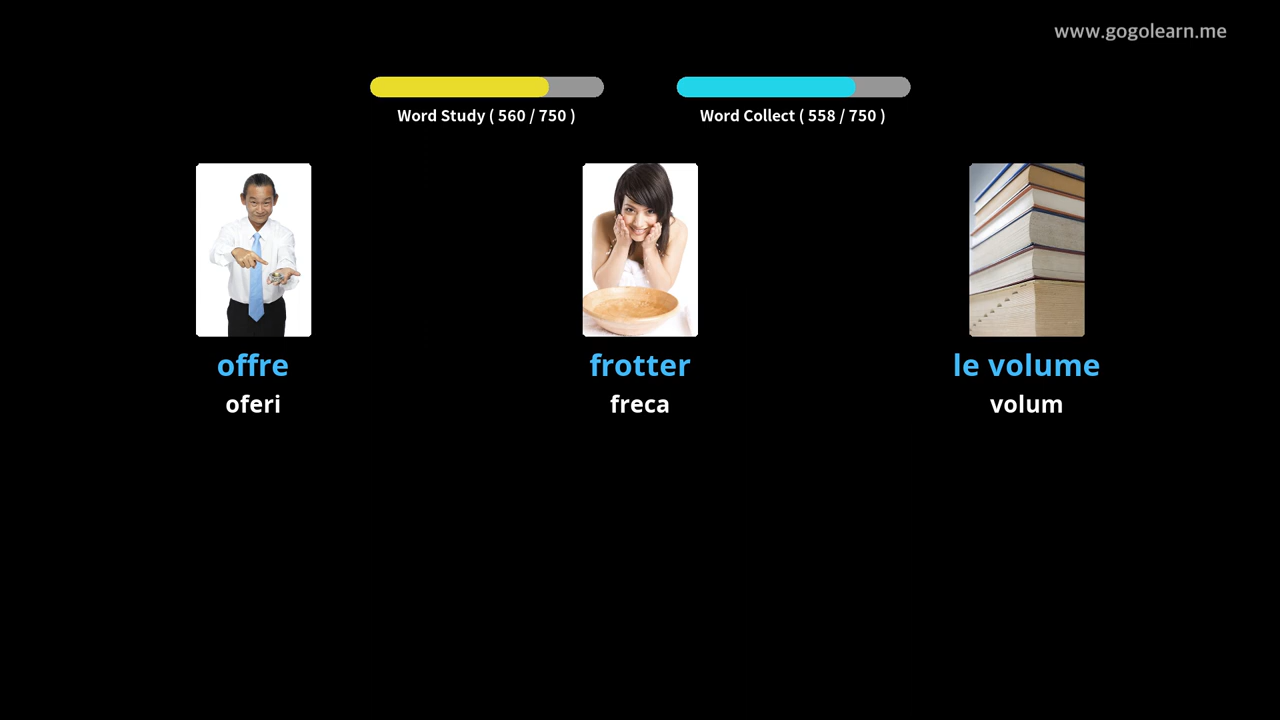 www.gogolearn.me
Word Study ( 560 / 750 )
Word Collect ( 558 / 750 )
offre
frotter
le volume
oferi
freca
volum